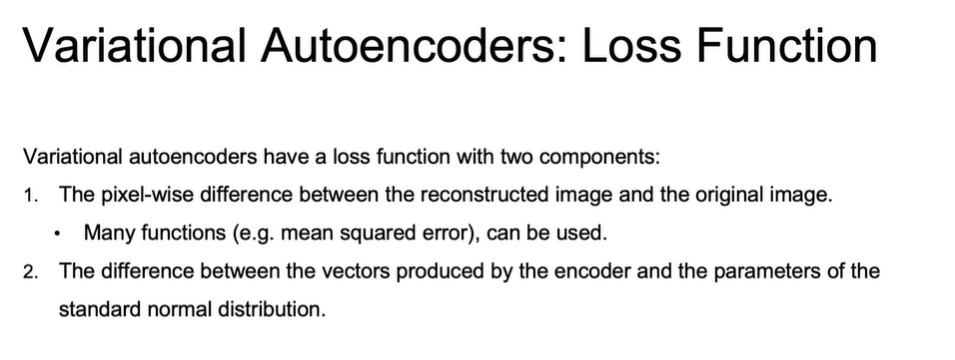 Variational Autoencoders: Loss Function
Variational autoencoders have a loss function with two components:
1. The pixel-wise difference between the reconstructed image and the original image.
• Many functions (e.g. mean squared error), can be used.
2. The difference between the vectors produced by the encoder and the parameters of the
standard normal distribution.